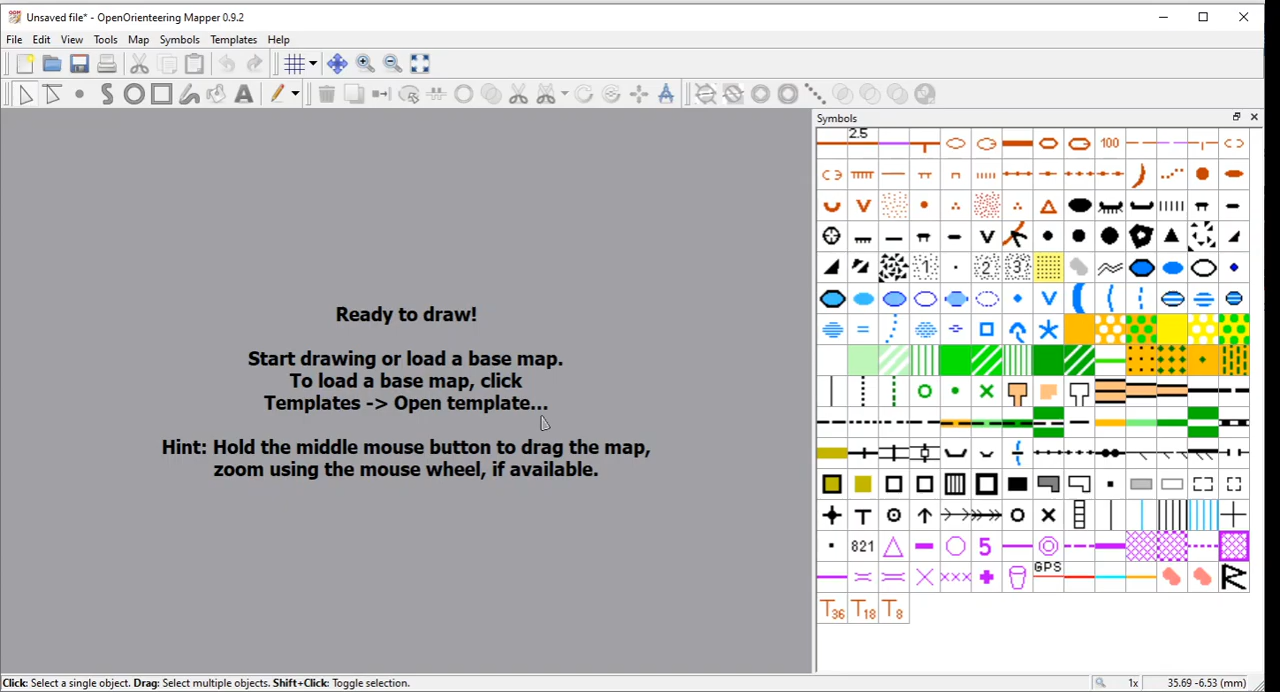 Unsaved file* - OpenOrienteering Mapper 0.9.2
File Edit View Tools Map Symbols Templates Help
Symbols
2.5
100
1 2 3
Ready to draw!
Start drawing or load a base map.
To load a base map, click
Templates -> Open template...
Hint: Hold the middle mouse button to drag the map,
zoom using the mouse wheel, if available.
821 5
GPS
T36 T18 T8
Click: Select a single object. Drag: Select multiple objects. Shift+Click: Toggle selection.
1x 35.69 -6.53 (mm)